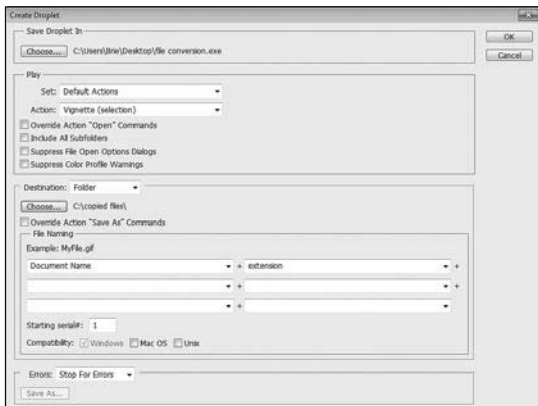 Create Droplet
Save Droplet In
Choose... C:\Users\Brie\Desktop\file conversion.exe
OK
Cancel
Play
Set: Default Actions
Action: Vignette (selection)
Override Action "Open" Commands
Include All Subfolders
Suppress File Open Options Dialogs
Suppress Color Profile Warnings
Destination: Folder
Choose... C:\copied files\
Override Action "Save As" Commands
File Naming
Example: MyFile.gif
Document Name + extension +
+ +
+
Starting serial#: 1
Compatibility: Windows Mac OS Unix
Errors: Stop For Errors
Save As...